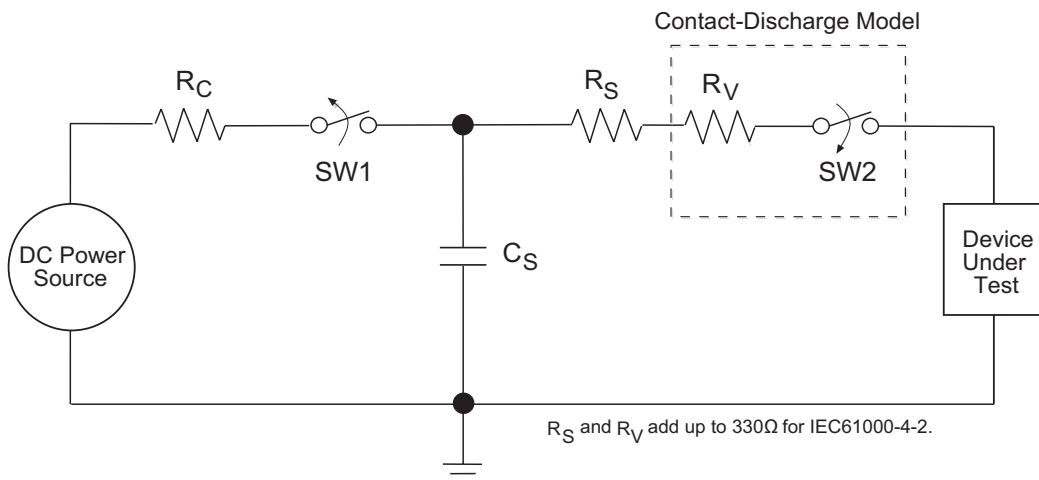 Contact-Discharge Model
RC
RS
RV
SW1
SW2
DC Power
Source
CS
Device
Under
Test
RS and RV add up to 330Ω for IEC61000-4-2.